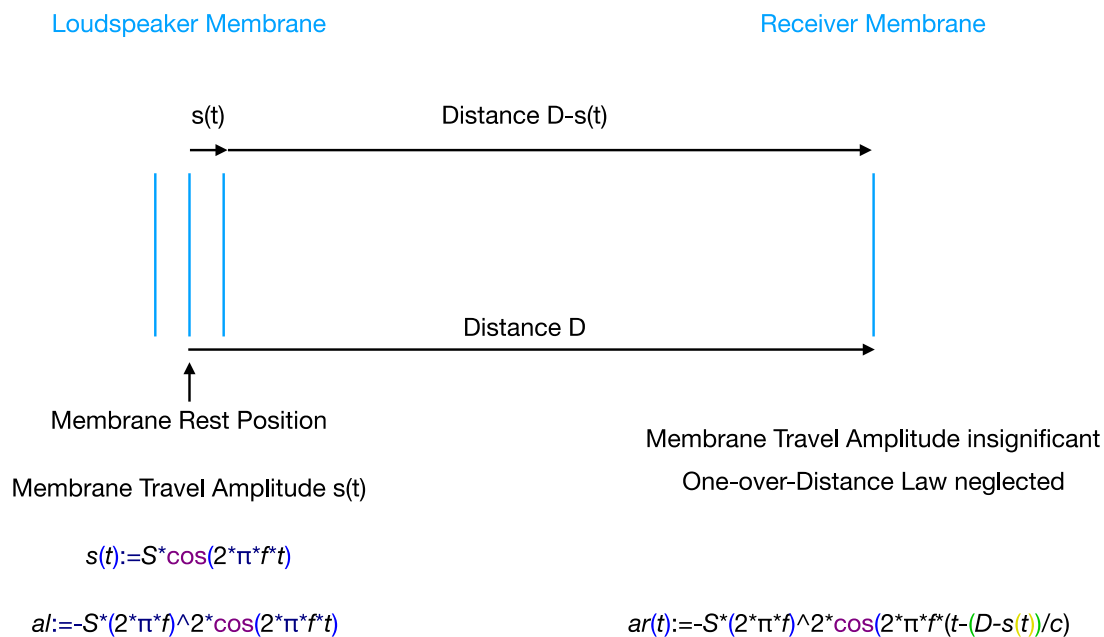 Loudspeaker Membrane
Receiver Membrane
s(t)
Distance D-s(t)
Distance D
Membrane Rest Position
Membrane Travel Amplitude insignificant
One-over-Distance Law neglected
Membrane Travel Amplitude s(t)
s(t):=S*cos(2*π*f*t)
al:=-S*(2*π*f)^2*cos(2*π*f*t)
ar(t):=-S*(2*π*f)^2*cos(2*π*f*(t-(D-s(t))/c)